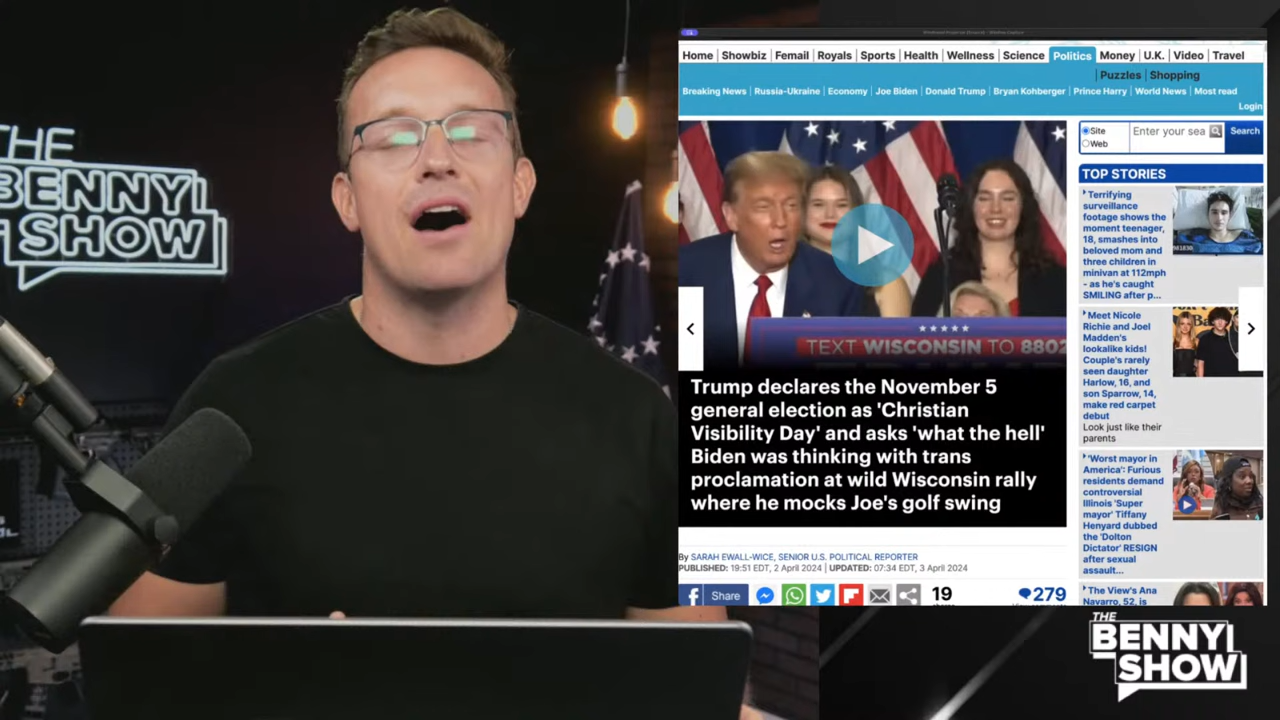 THE
BENNY
SHOW
Home | Showbiz | Femail | Royals | Sports | Health | Wellness | Science | Politics | Money | U.K. | Video | Travel
| Puzzles | Shopping
Breaking News | Russia-Ukraine | Economy | Joe Biden | Donald Trump | Bryan Kohberger | Prince Harry | World News | Most read
Login
TEXT WISCONSIN TO 8802
Trump declares the November 5
general election as 'Christian
Visibility Day' and asks 'what the hell'
Biden was thinking with trans
proclamation at wild Wisconsin rally
where he mocks Joe's golf swing
By SARAH EWALL-WICE, SENIOR U.S. POLITICAL REPORTER
PUBLISHED: 19:51 EDT, 2 April 2024 | UPDATED: 07:34 EDT, 3 April 2024
Share
19
279
Site
Web
Enter your sea
Search
TOP STORIES
Terrifying
surveillance
footage shows the
moment teenager,
18, smashes into
beloved mom and
three children in
minivan at 112mph
- as he's caught
SMILING after p...
Meet Nicole
Richie and Joel
Madden's
lookalike kids!
Couple's rarely
seen daughter
Harlow, 16, and
son Sparrow, 14,
make red carpet
debut
Look just like their
parents
'Worst mayor in
America': Furious
residents demand
controversial
Illinois 'Super
mayor' Tiffany
Henyard dubbed
the 'Dolton
Dictator' RESIGN
after sexual
assault...
The View's Ana
Navarro, 52, is
THE
BENNY
SHOW